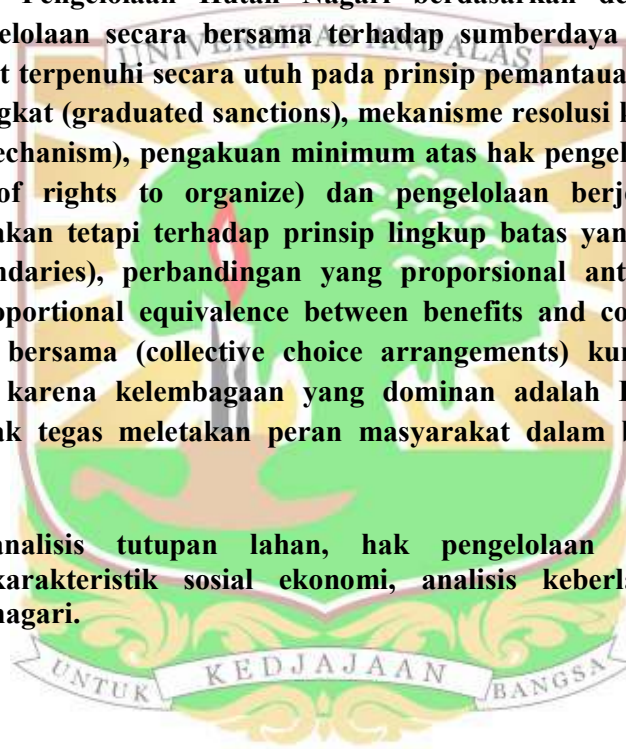 Pengelolaan Hutan Nagari berdasarkan de
elolaan secara bersama terhadap sumberdaya
UNIVERSITAS ANDALAS
t terpenuhi secara utuh pada prinsip pemantaua
gkat (graduated sanctions), mekanisme resolusi k
echanism), pengakuan minimum atas hak pengel
of rights to organize) dan pengelolaan berj
akan tetapi terhadap prinsip lingkup batas yan
ndaries), perbandingan yang proporsional ant
oportional equivalence between benefits and co
bersama (collective choice arrangements) kur
karena kelembagaan yang dominan adalah
ak tegas meletakan peran masyarakat dalam b
analisis tutupan lahan, hak pengelolaan
karakteristik sosial ekonomi, analisis keberl
nagari.
UNTUK KEDJAJAAN BANGSA